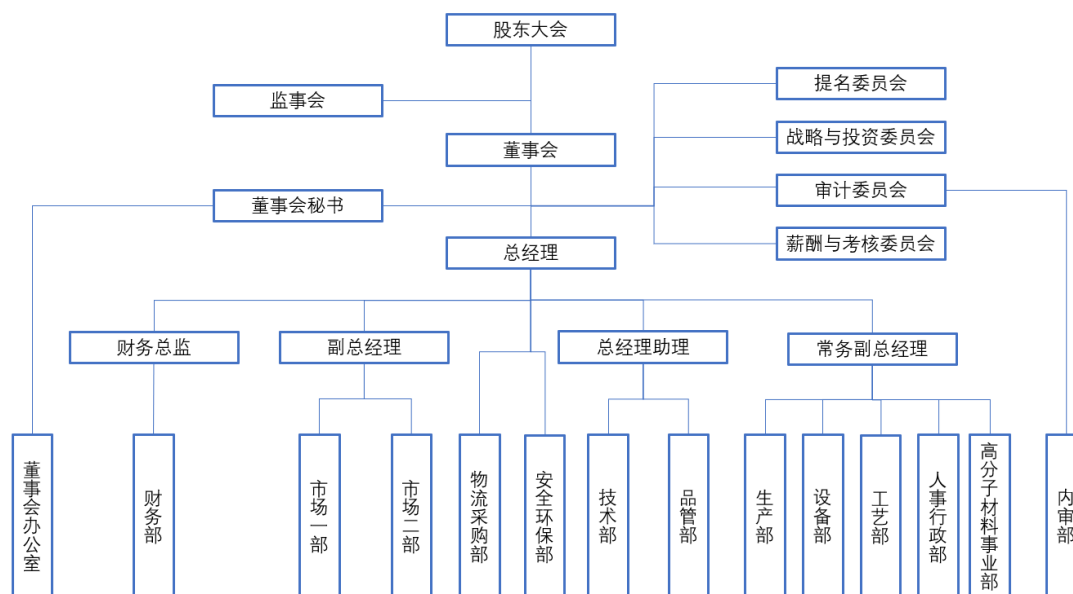 股东大会
提名委员会
监事会
战略与投资委员会
董事会
审计委员会
董事会秘书
薪酬与考核委员会
总经理
财务总监
副总经理
总经理助理
常务副总经理
董事会办公室
财务部
市场一部
市场二部
物流采购部
安全环保部
技术部
品管部
生产部
设备部
工艺部
人事行政部
高分子材料事业部
内审部